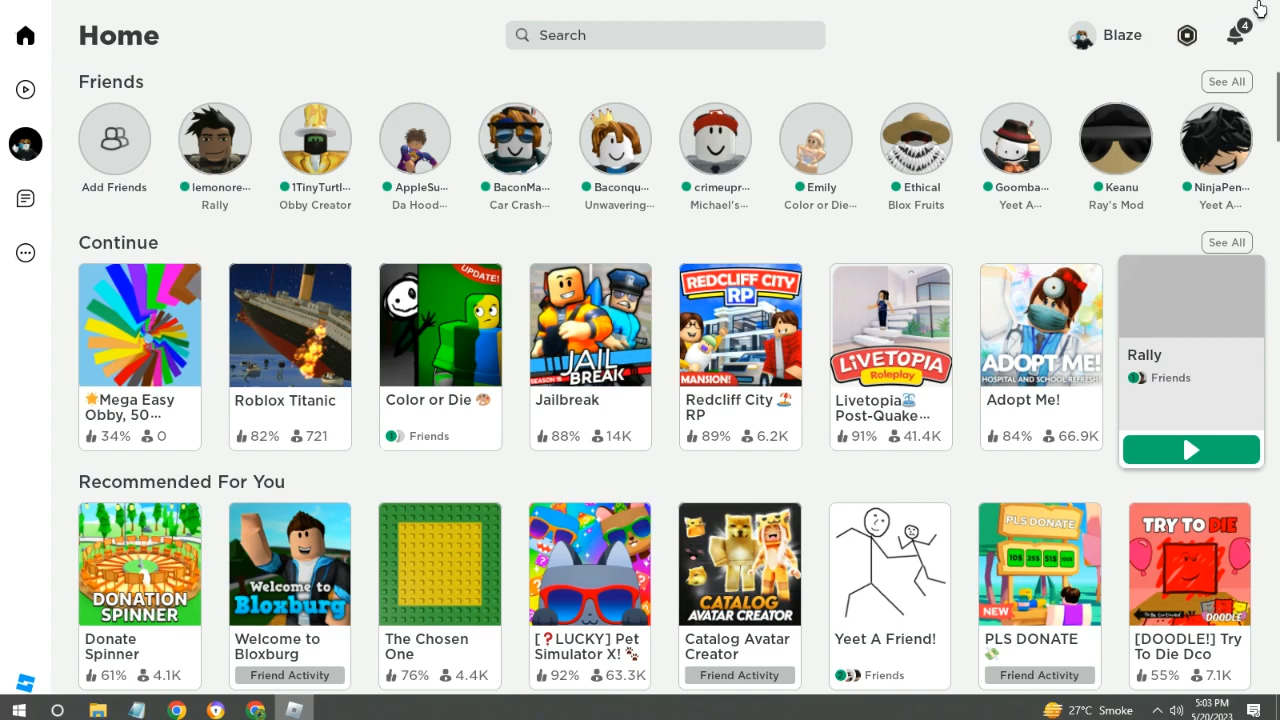 Home
Search
Blaze
4
Friends
See All
Add Friends
lemonore...
Rally
1TinyTurtl...
Obby Creator
AppleSu...
Da Hood...
BaconMa...
Car Crash...
Baconqu...
Unwavering...
crimeupr...
Michael's...
Emily
Color or Die...
Ethical
Blox Fruits
Goomba...
Yeet A...
Keanu
Ray's Mod
NinjaPen...
Yeet A...
Continue
See All
⭐Mega Easy
Obby, 50...
34% 0
Roblox Titanic
82% 721
UPDATE!
Color or Die 🎨
1 Friends
JAIL
BREAK
Jailbreak
88% 14K
REDCLIFF CITY
RP
MANSION!
Redcliff City 🏖️
RP
89% 6.2K
LIVETOPIA
Roleplay
Livetopia🌊
Post-Quake...
91% 41.4K
ADOPT ME!
HOSPITAL AND SCHOOL REFRESH!
Adopt Me!
84% 66.9K
Rally
Friends
Recommended For You
DONATION
SPINNER
Donate
Spinner
61% 4.1K
Welcome to
Bloxburg
Welcome to
Bloxburg
Friend Activity
The Chosen
One
76% 4.4K
[❓LUCKY] Pet
Simulator X! 🐾
92% 63.3K
CATALOG
AVATAR CREATOR
Catalog Avatar
Creator
Friend Activity
Yeet A Friend!
2 Friends
PLS DONATE
NEW
PLS DONATE
💸
Friend Activity
TRY TO DIE
DOODLE
[DOODLE!] Try
To Die Dco
55% 7.1K
27°C Smoke
5:03 PM
5/20/2023